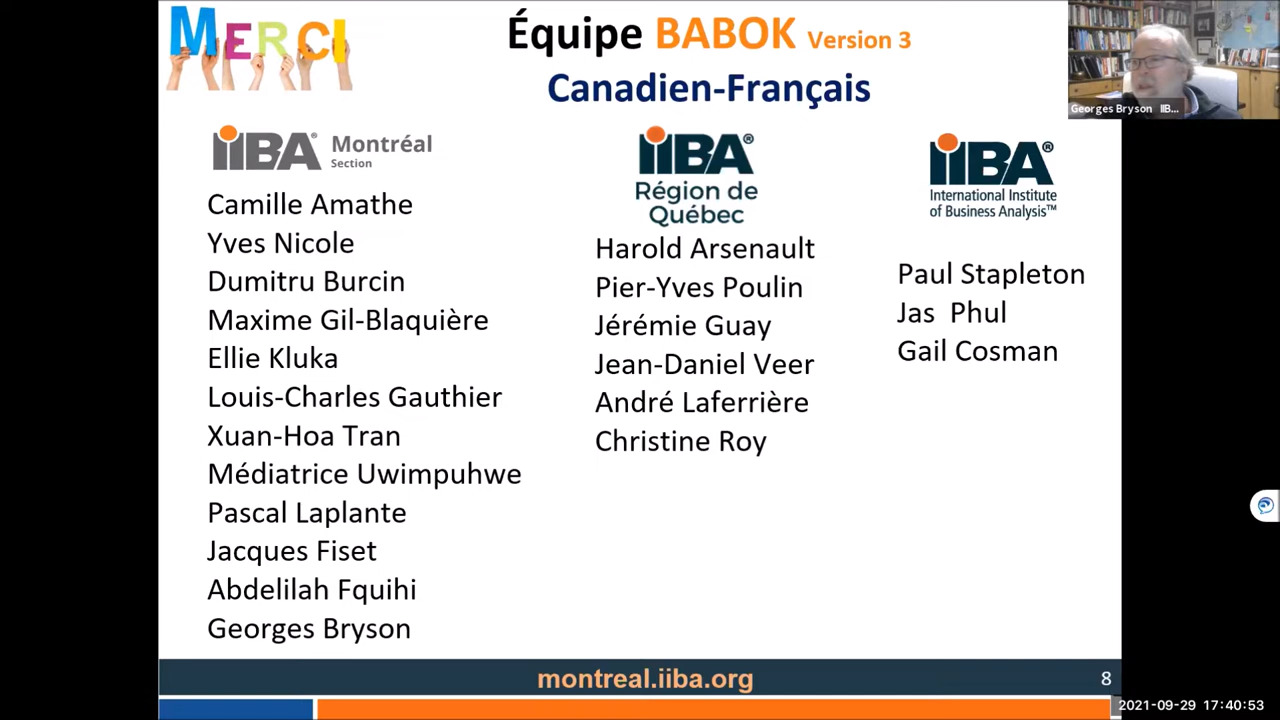 MERCI
Équipe BABOK Version 3
Canadien-Français
Georges Bryson IIB...
iiBA® Montréal
Section
Camille Amathe
Yves Nicole
Dumitru Burcin
Maxime Gil-Blaquière
Ellie Kluka
Louis-Charles Gauthier
Xuan-Hoa Tran
Médiatrice Uwimpuhwe
Pascal Laplante
Jacques Fiset
Abdelilah Fquihi
Georges Bryson
iiBA®
Région de
Québec
Harold Arsenault
Pier-Yves Poulin
Jérémie Guay
Jean-Daniel Veer
André Laferrière
Christine Roy
iiBA®
International Institute
of Business Analysis™
Paul Stapleton
Jas Phul
Gail Cosman
montreal.iiba.org
8
2021-09-29 17:40:53